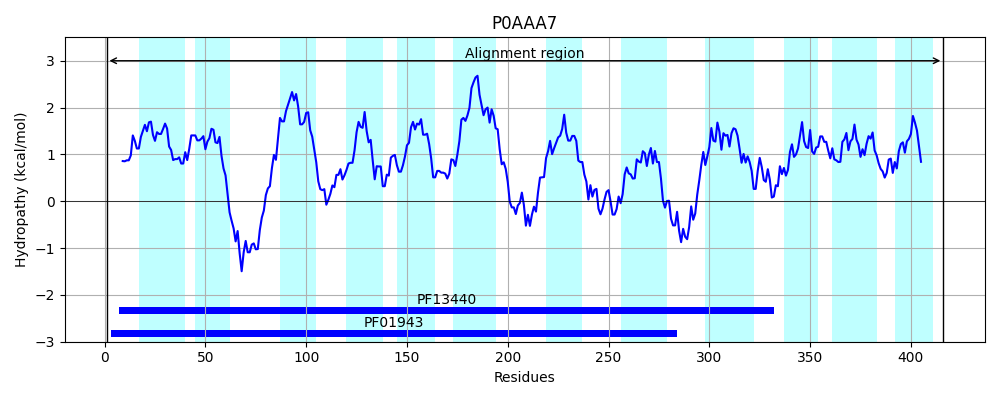 P0AAA7
Alignment region
PF13440
PF01943
3
2
1
0
−1
−2
−3
Hydropathy (kcal/mol)
0 50 100 150 200 250 300 350 400
Residues